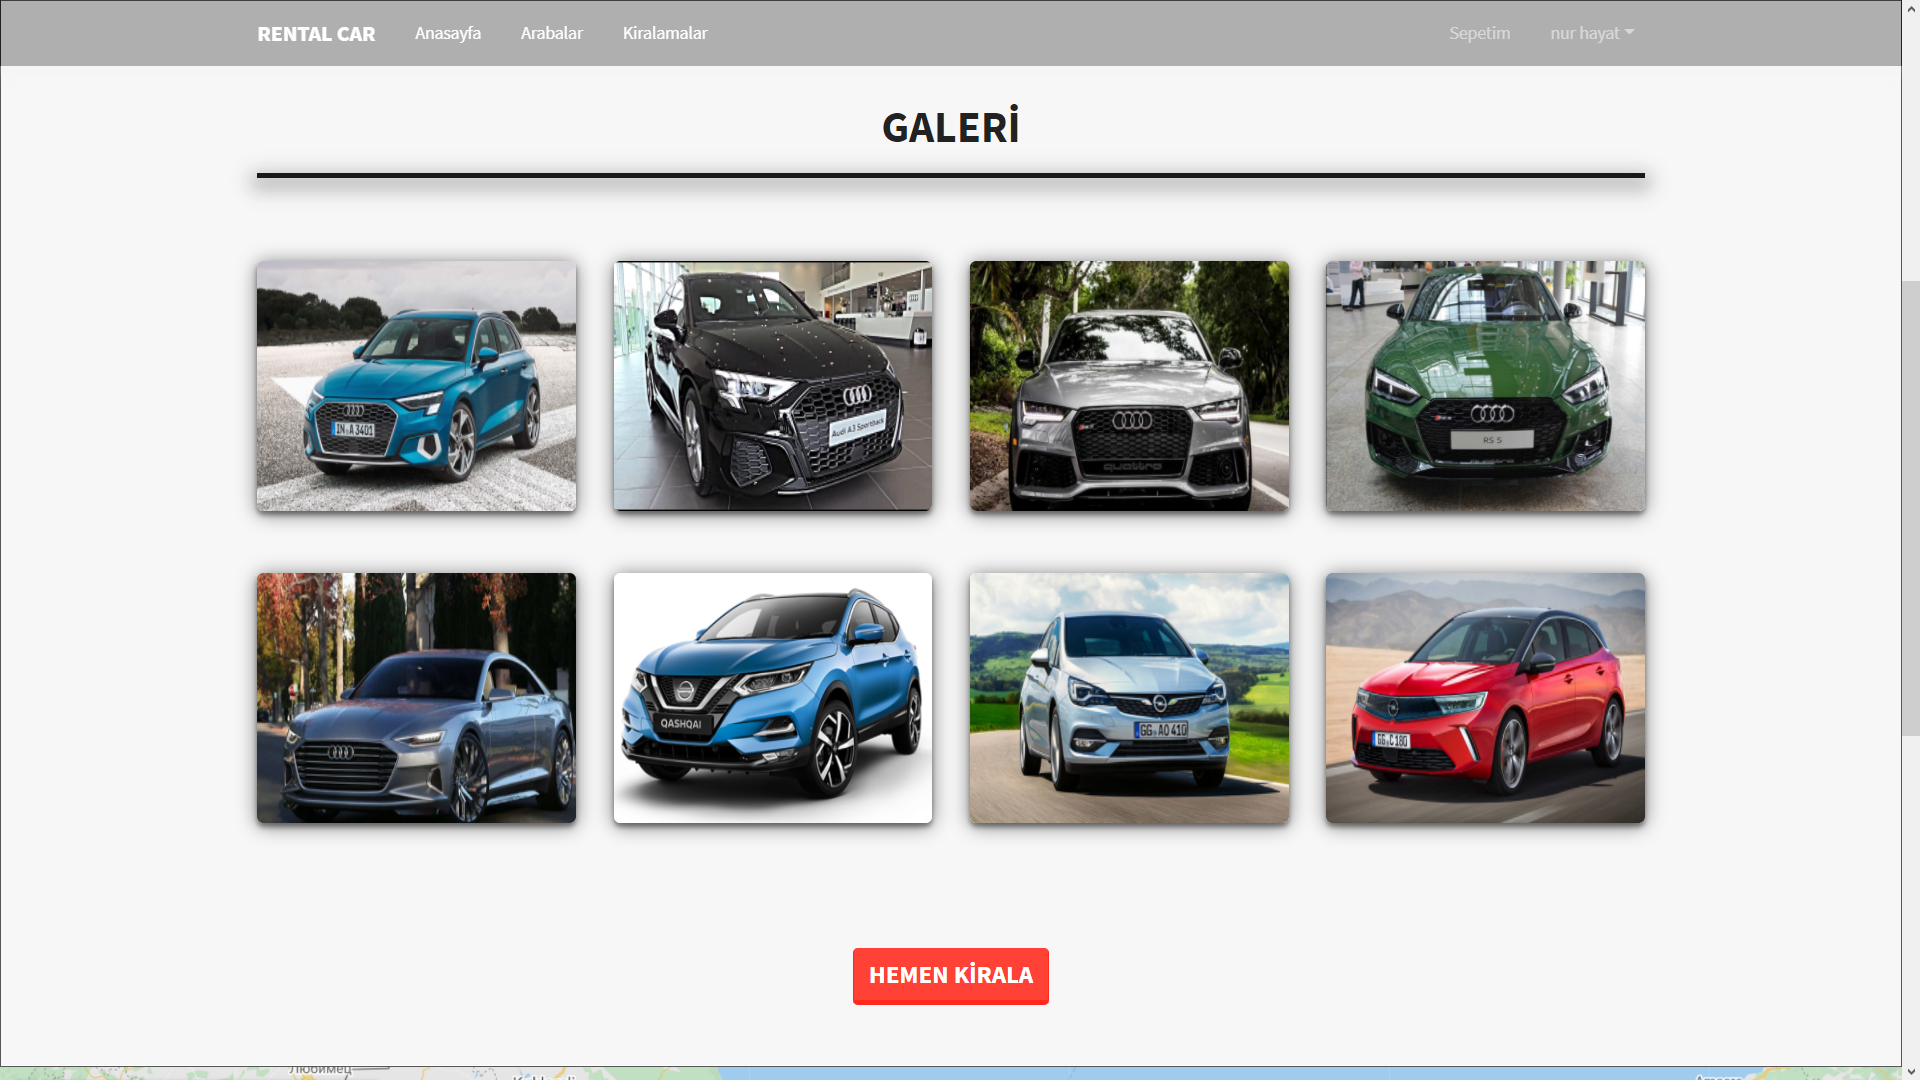 RENTAL CAR Anasayfa Arabalar Kiralamalar Sepetim nur hayat
GALERİ
IN·A 3401
Audi A3 Sportback
quattro
RS 5
QASHQAI
GG·AO 410
GG·C 180
HEMEN KİRALA
Любимец